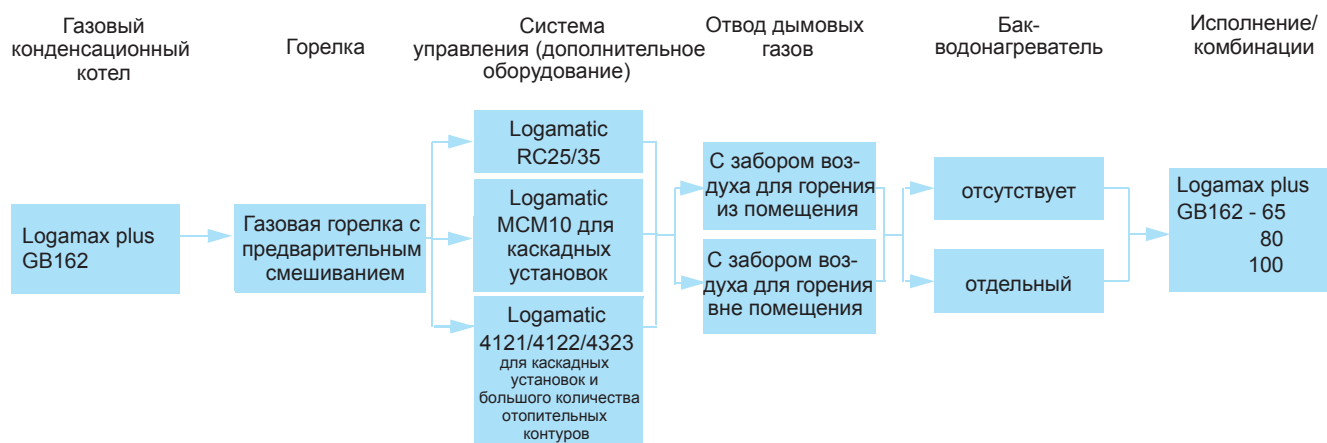 Газовый
конденсационный
котел
Горелка
Система
управления (дополнительное
оборудование)
Отвод дымовых
газов
Бак-
водонагреватель
Исполнение/
комбинации
Logamax plus
GB162
Газовая горелка с
предварительным
смешиванием
Logamatic
RC25/35
Logamatic
MCM10 для
каскадных
установок
Logamatic
4121/4122/4323
для каскадных
установок и
большого количества
отопительных
контуров
С забором воз-
духа для горения
из помещения
С забором воз-
духа для горения
вне помещения
отсутствует
отдельный
Logamax plus
GB162 - 65
80
100